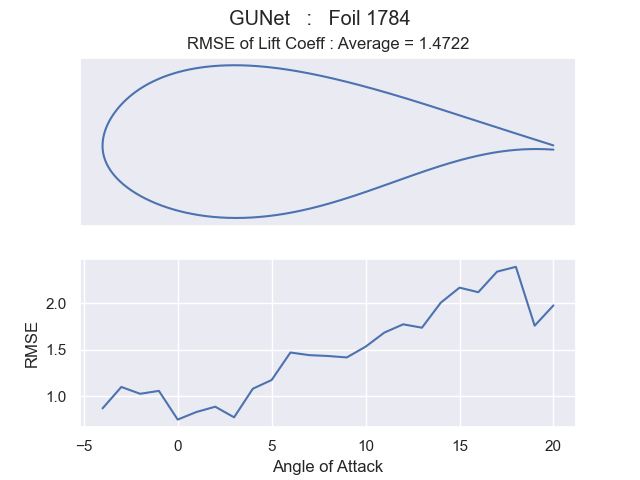 GUNet : Foil 1784
RMSE of Lift Coeff : Average = 1.4722
2.0
1.5
1.0
RMSE
−5 0 5 10 15 20
Angle of Attack